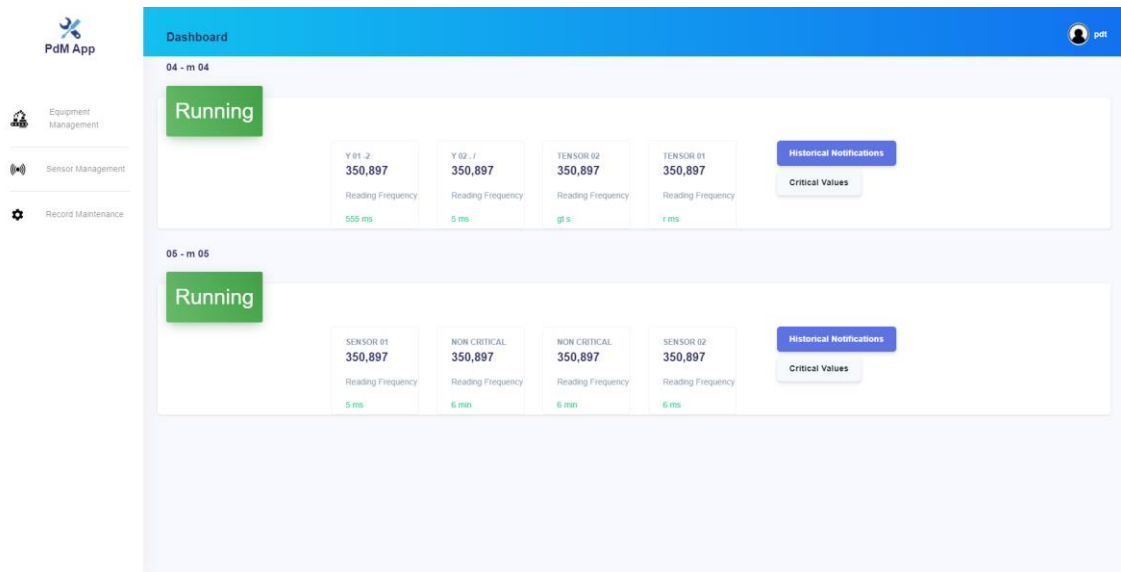 PdM App
Dashboard
pdt
Equipment
Management
Sensor Management
Record Maintenance
04 - m 04
Running
Y 01 -2
350,897
Reading Frequency
555 ms
Y 02 . /
350,897
Reading Frequency
5 ms
TENSOR 02
350,897
Reading Frequency
gt s
TENSOR 01
350,897
Reading Frequency
r ms
Historical Notifications
Critical Values
05 - m 05
Running
SENSOR 01
350,897
Reading Frequency
5 ms
NON CRITICAL
350,897
Reading Frequency
6 min
NON CRITICAL
350,897
Reading Frequency
6 min
SENSOR 02
350,897
Reading Frequency
6 ms
Historical Notifications
Critical Values